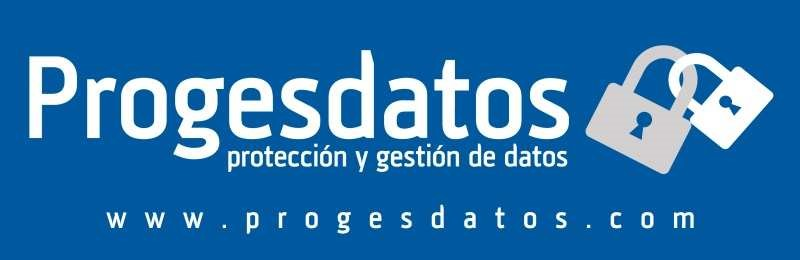 Progesdatos
protección y gestión de datos
www.progesdatos.com